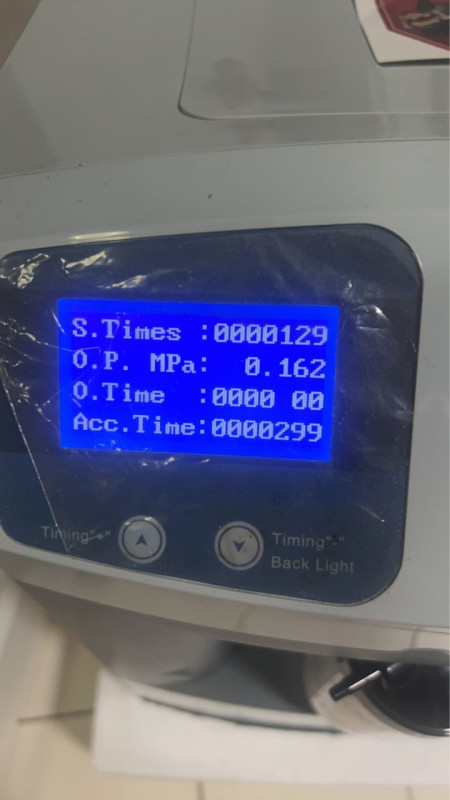 S.Times :0000129
O.P. MPa: 0.162
O.Time :0000 00
Acc.Time:0000299
Timing"+"
Timing"-"
Back Light